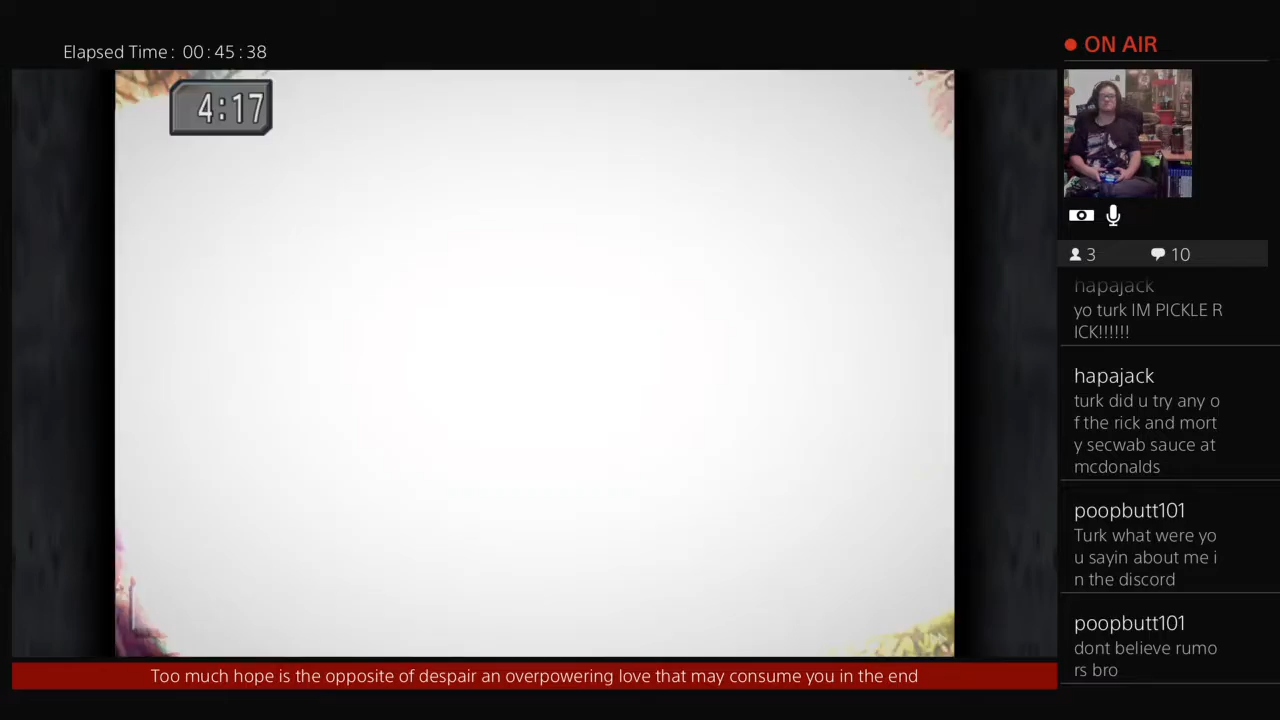 Elapsed Time: 00:45:38
ON AIR
4:17
3 10
hapajack
yo turk IM PICKLE R
ICK!!!!!!
hapajack
turk did u try any o
f the rick and mort
y secwab sauce at
mcdonalds
poopbutt101
Turk what were yo
u sayin about me i
n the discord
poopbutt101
dont believe rumo
rs bro
Too much hope is the opposite of despair an overpowering love that may consume you in the end